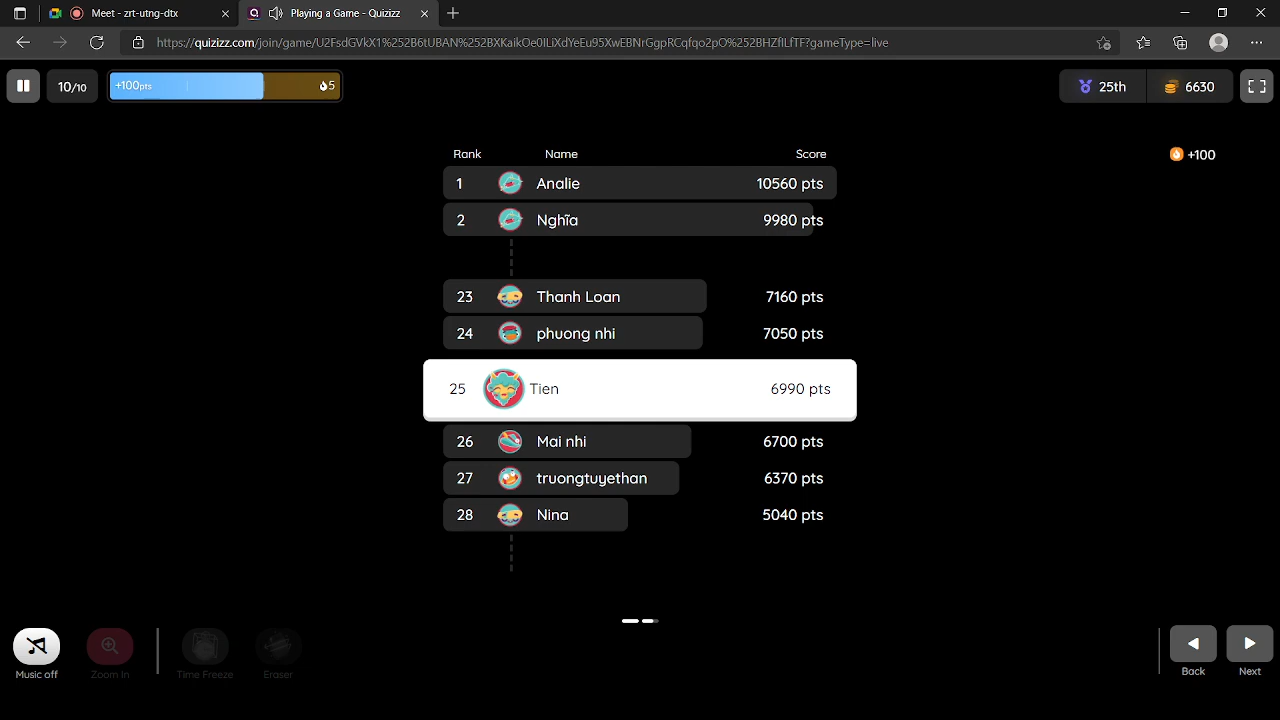 Meet - zrt-utng-dtx
Playing a Game - Quizizz
https://quizizz.com/join/game/U2FsdGVkX1%252B6tUBAN%252BXKaikOe0ILiXdYeEu95XwEBNrGgpRCqfqo2pO%252BHZfILfTF?gameType=live
10/10
+100pts
5
25th
6630
+100
Rank Name Score
1 Analie 10560 pts
2 Nghĩa 9980 pts
23 Thanh Loan 7160 pts
24 phuong nhi 7050 pts
25 Tien 6990 pts
26 Mai nhi 6700 pts
27 truongtuyethan 6370 pts
28 Nina 5040 pts
Music off
Zoom In
Time Freeze
Eraser
Back
Next